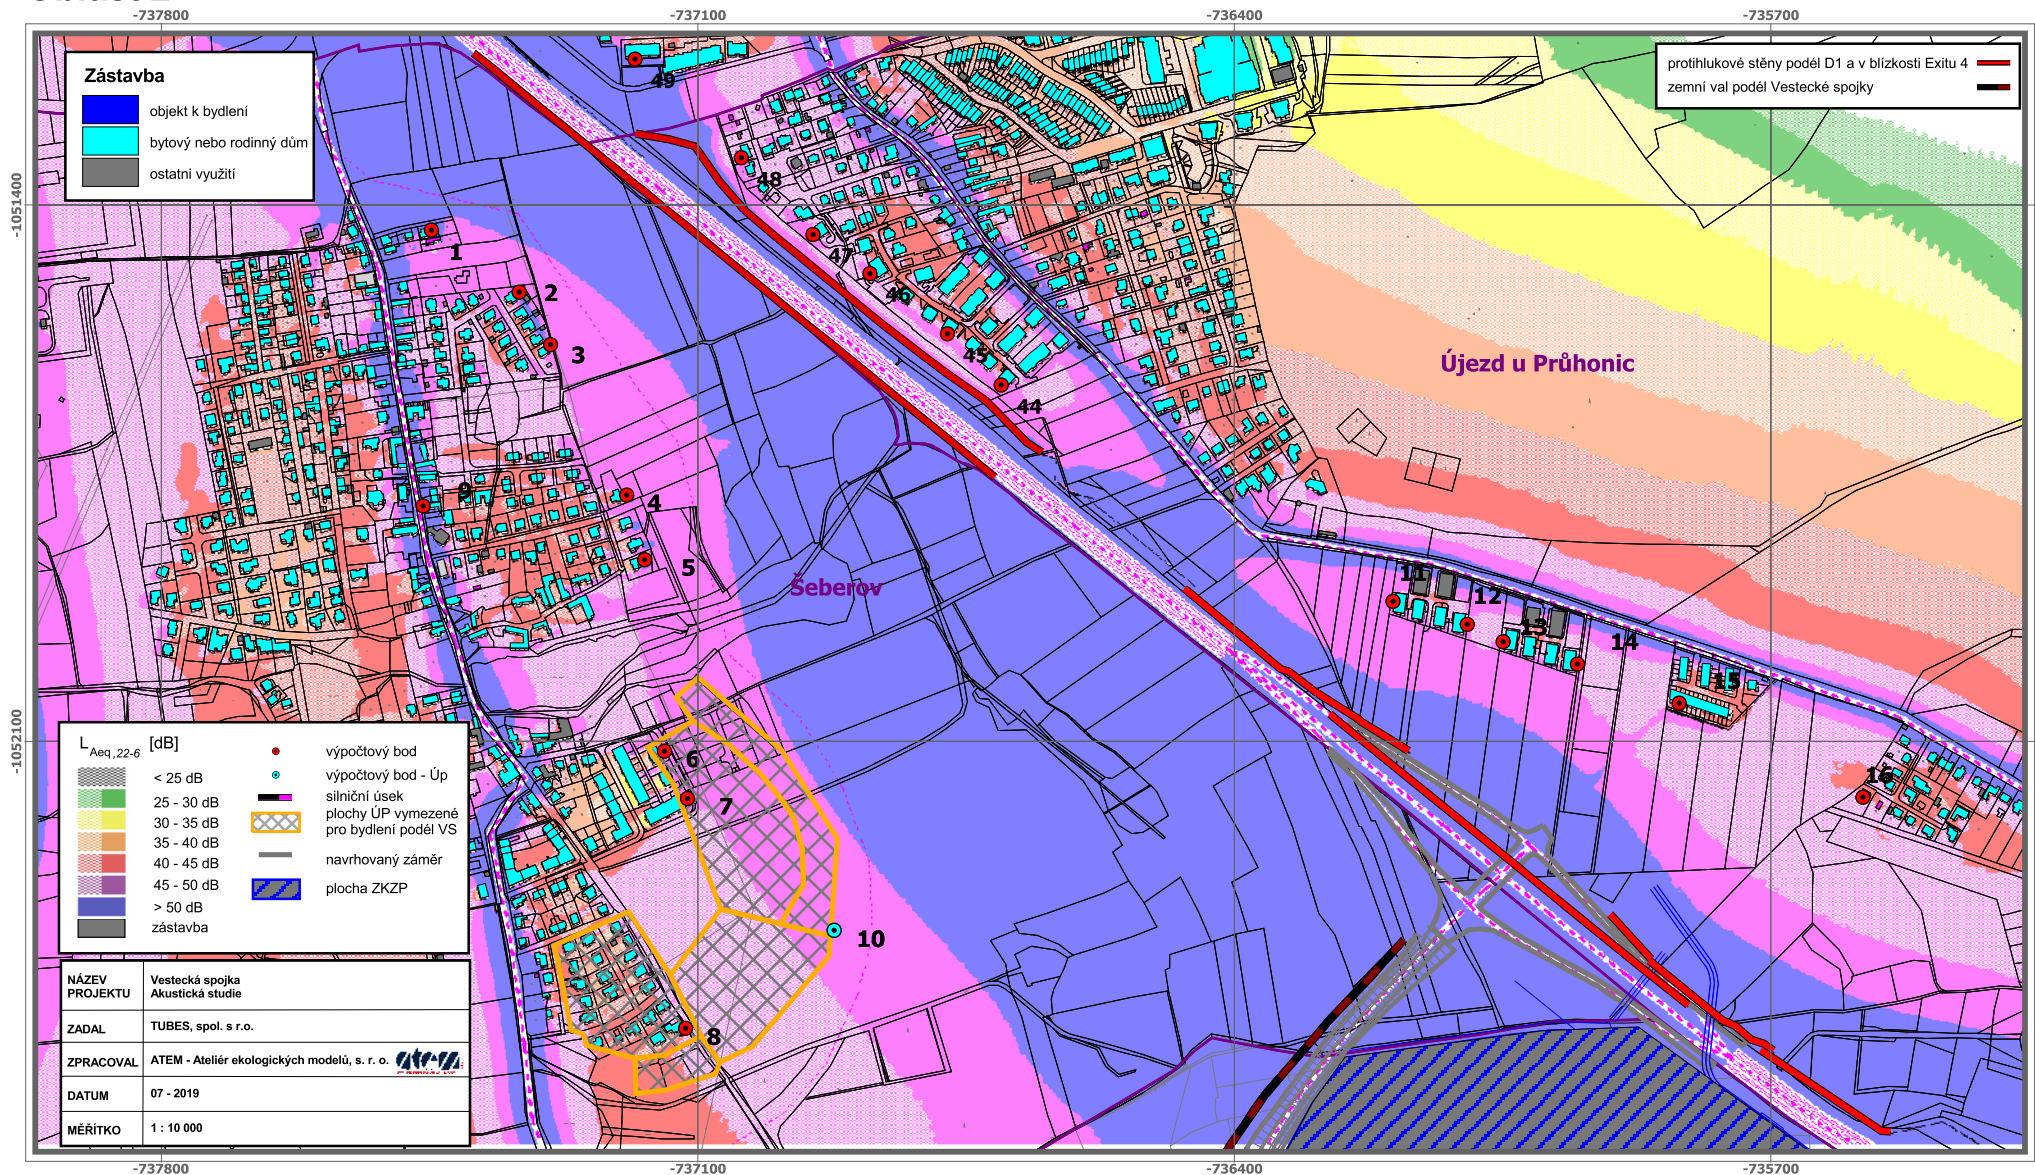 -737800
-737100
-736400
-735700
-1051400
-1052100
Zástavba
objekt k bydlení
bytový nebo rodinný dům
ostatni využití
protihlukové stěny podél D1 a v blízkosti Exitu 4
zemní val podél Vestecké spojky
49
48
47
46
45
44
1
2
3
4
5
9
Šeberov
Újezd u Průhonic
11
12
13
14
15
16
6
7
10
8
LAeq,22-6 [dB]
< 25 dB
25 - 30 dB
30 - 35 dB
35 - 40 dB
40 - 45 dB
45 - 50 dB
> 50 dB
zástavba
výpočtový bod
výpočtový bod - Úp
silniční úsek
plochy ÚP vymezené
pro bydlení podél VS
navrhovaný záměr
plocha ZKZP
NÁZEV PROJEKTU
Vestecká spojka
Akustická studie
ZADAL
TUBES, spol. s r.o.
ZPRACOVAL
ATEM - Ateliér ekologických modelů, s. r. o.
atem
DATUM
07 - 2019
MĚŘÍTKO
1 : 10 000
-737800
-737100
-736400
-735700